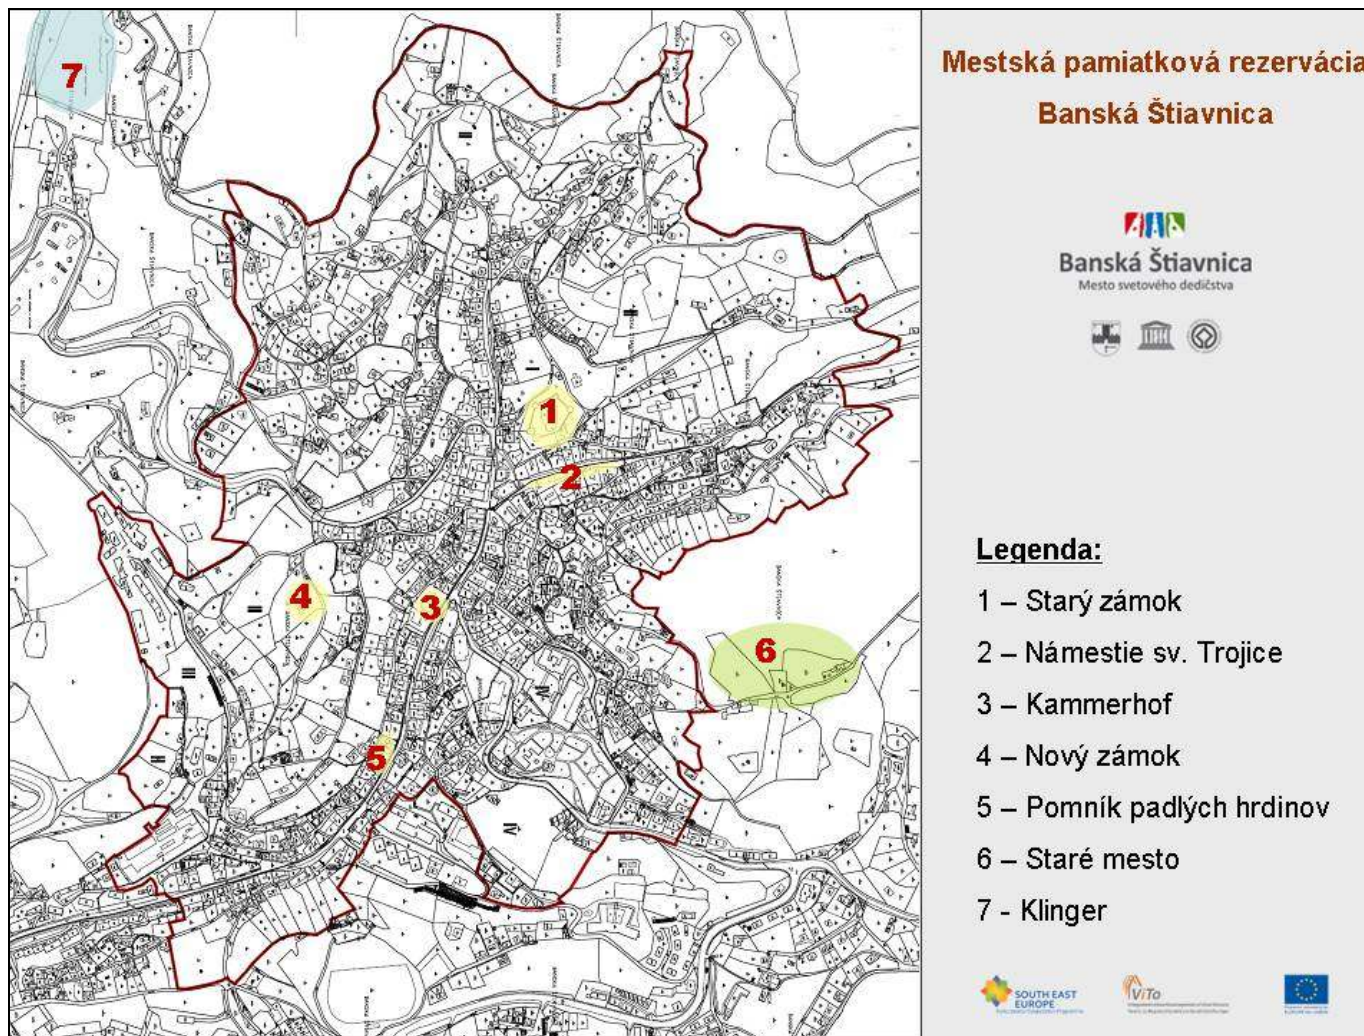 7
1
2
4
3
6
5
Mestská pamiatková rezervácia
Banská Štiavnica
Banská Štiavnica
Mesto svetového dedičstva
Legenda:
1 – Starý zámok
2 – Námestie sv. Trojice
3 – Kammerhof
4 – Nový zámok
5 – Pomník padlých hrdinov
6 – Staré mesto
7 - Klinger
SOUTH EAST
EUROPE
ViTo